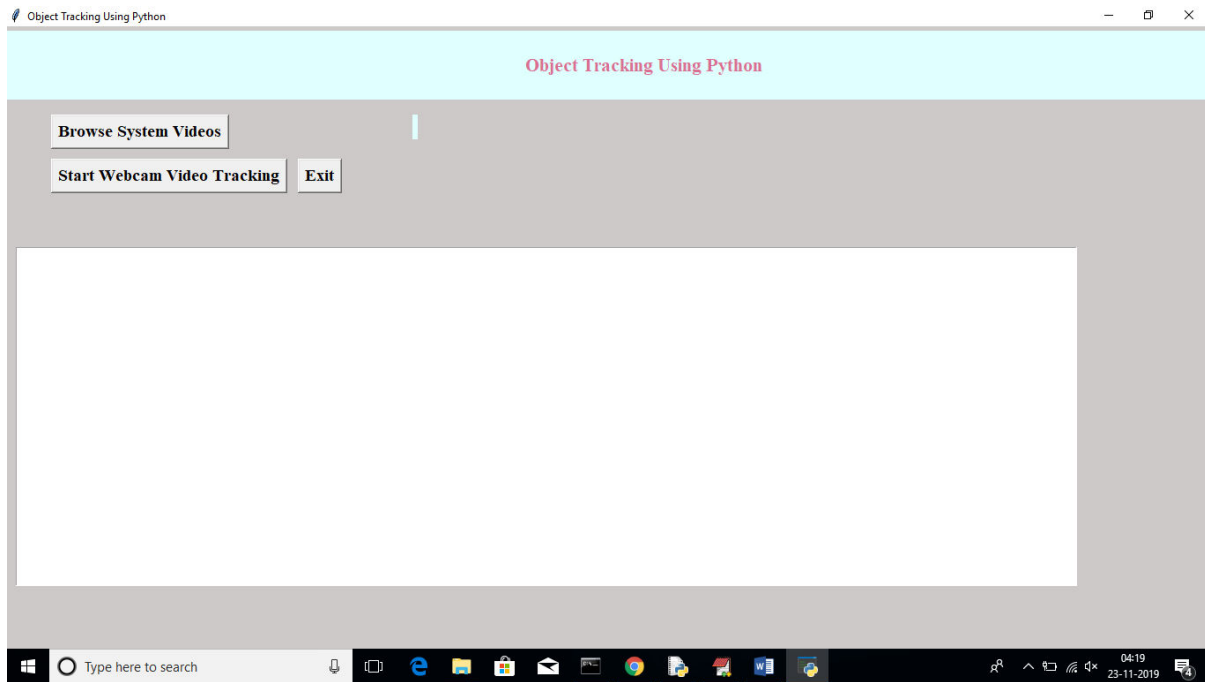 Object Tracking Using Python
Object Tracking Using Python
Browse System Videos
Start Webcam Video Tracking Exit
Type here to search
04:19
23-11-2019
4